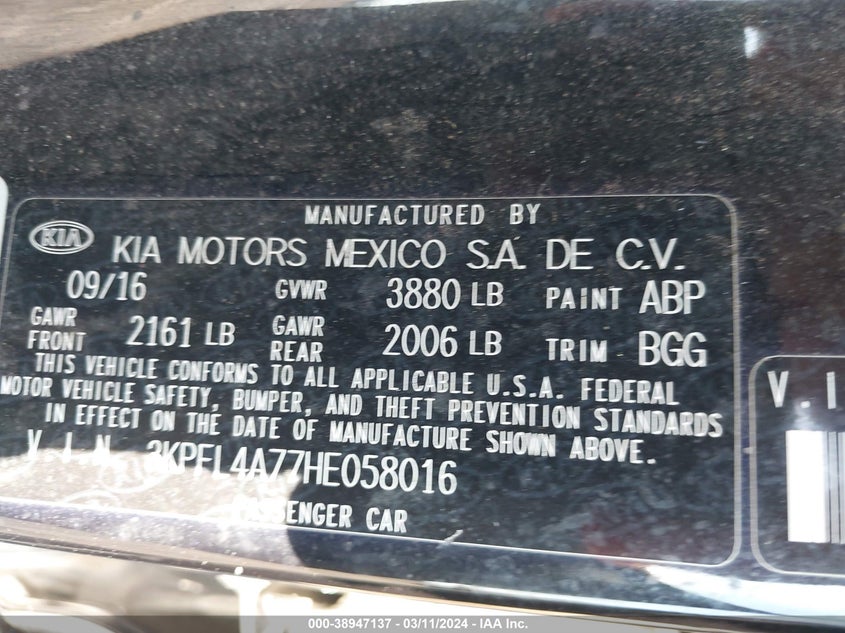 MANUFACTURED BY
KIA KIA MOTORS MEXICO S.A. DE C.V.
09/16 GVWR 3880 LB PAINT ABP
GAWR FRONT 2161 LB GAWR REAR 2006 LB TRIM BGG
THIS VEHICLE CONFORMS TO ALL APPLICABLE U.S.A. FEDERAL
MOTOR VEHICLE SAFETY, BUMPER, AND THEFT PREVENTION STANDARDS
IN EFFECT ON THE DATE OF MANUFACTURE SHOWN ABOVE.
V.I.N. 3KPFL4A77HE058016
PASSENGER CAR
V.I
000-38947137 - 03/11/2024 - IAA Inc.